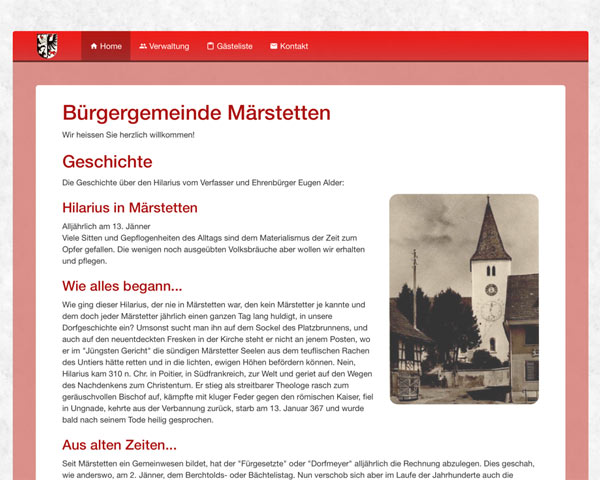 Home Verwaltung Gästeliste Kontakt
Bürgergemeinde Märstetten
Wir heissen Sie herzlich willkommen!
Geschichte
Die Geschichte über den Hilarius vom Verfasser und Ehrenbürger Eugen Alder:
Hilarius in Märstetten
Alljährlich am 13. Jänner
Viele Sitten und Gepflogenheiten des Alltags sind dem Materialismus der Zeit zum
Opfer gefallen. Die wenigen noch ausgeübten Volksbräuche aber wollen wir erhalten
und pflegen.
Wie alles begann...
Wie ging dieser Hilarius, der nie in Märstetten war, den kein Märstetter je kannte und
dem doch jeder Märstetter jährlich einen ganzen Tag lang huldigt, in unsere
Dorfgeschichte ein? Umsonst sucht man ihn auf dem Sockel des Platzbrunnens, und
auch auf den neuentdeckten Fresken in der Kirche steht er nicht an jenem Posten, wo
er im "Jüngsten Gericht" die sündigen Märstetter Seelen aus dem teuflischen Rachen
des Untiers hätte retten und in die lichten, ewigen Höhen befördern können. Nein,
Hilarius kam 310 n. Chr. in Poitier, in Südfrankreich, zur Welt und geriet auf den Wegen
des Nachdenkens zum Christentum. Er stieg als streitbarer Theologe rasch zum
geräuschvollen Bischof auf, kämpfte mit kluger Feder gegen den römischen Kaiser, fiel
in Ungnade, kehrte aus der Verbannung zurück, starb am 13. Januar 367 und wurde
bald nach seinem Tode heilig gesprochen.
Aus alten Zeiten...
Seit Märstetten ein Gemeinwesen bildet, hat der "Fürgesetzte" oder "Dorfmeyer" alljährlich die Rechnung abzulegen. Dies geschah,
wie anderswo, am 2. Jänner, dem Berchtolds- oder Bächtelistag. Nun verschob sich aber im Laufe der Jahrhunderte auch die